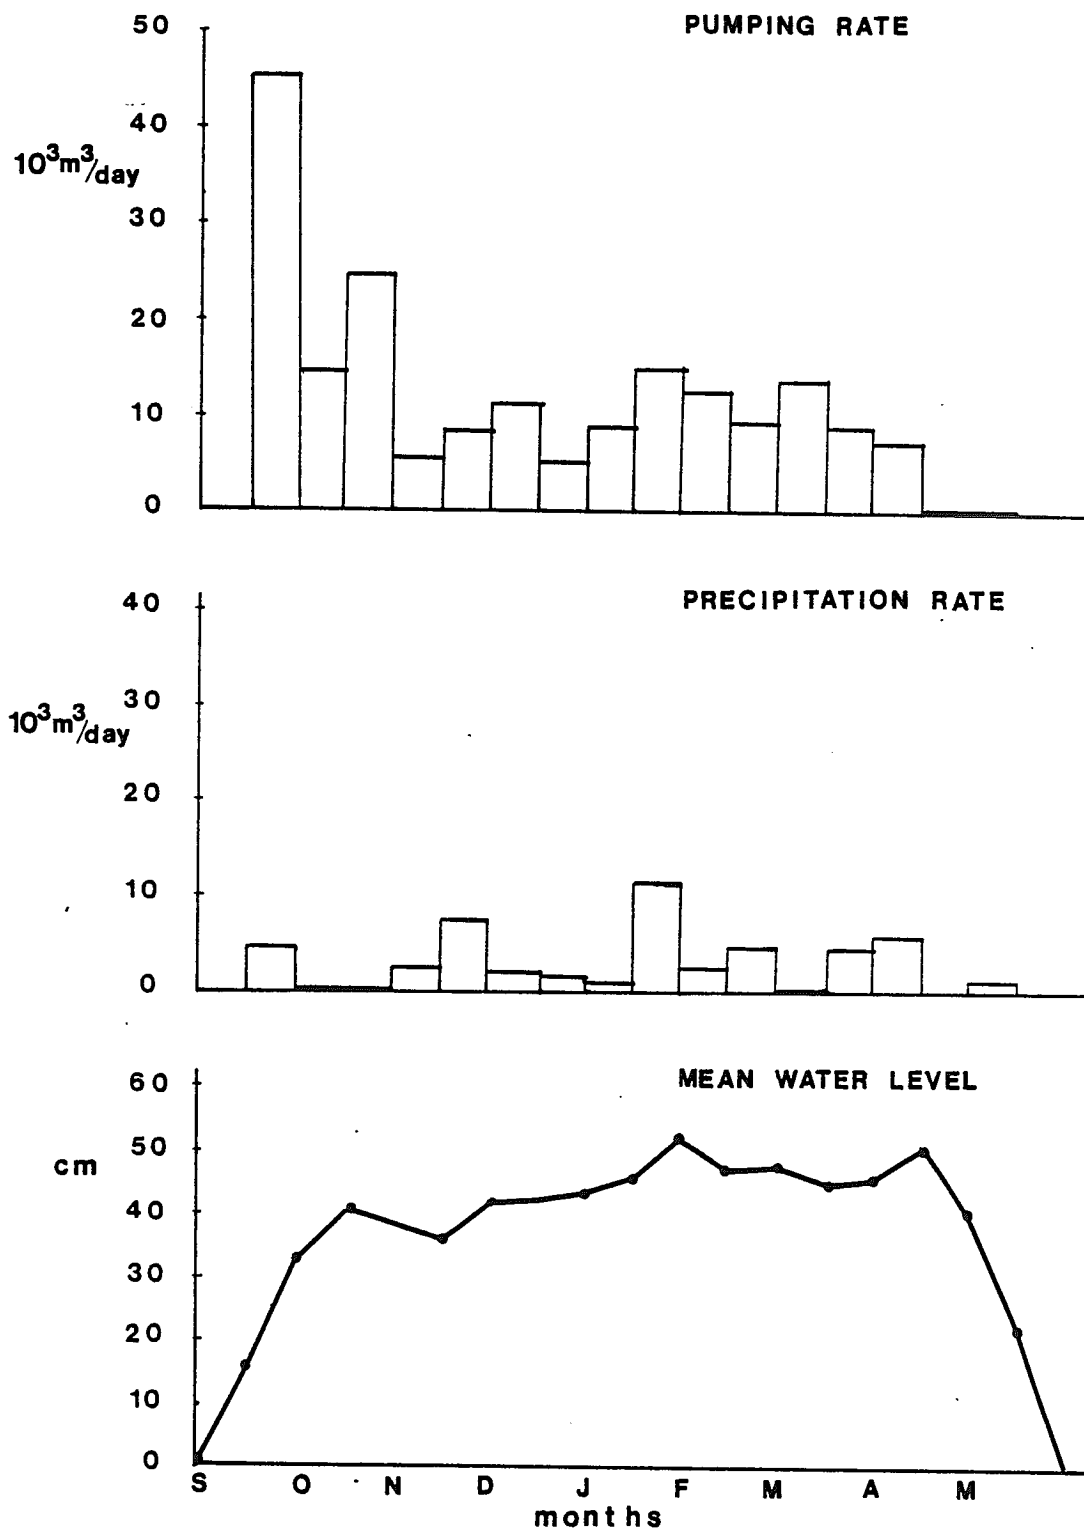 PUMPING RATE
50
40
10³m³/day
30
20
10
0
PRECIPITATION RATE
40
30
10³m³/day
20
10
0
MEAN WATER LEVEL
60
50
cm
40
30
20
10
0
S O N D J F M A M
months